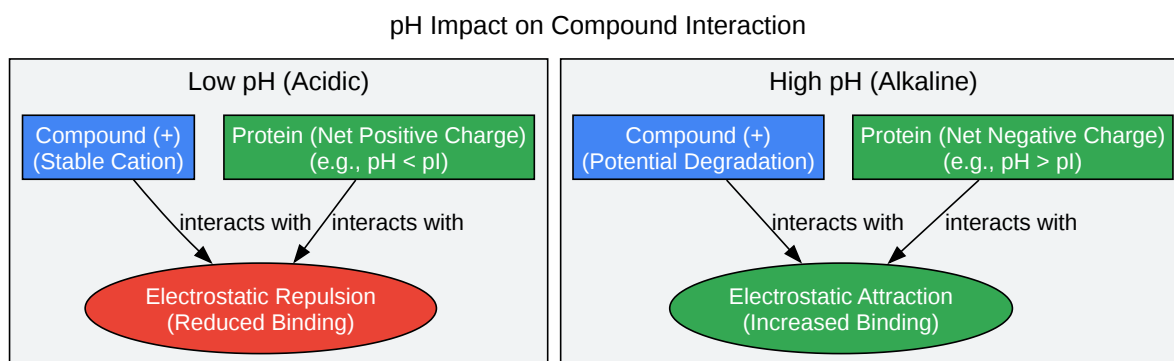 pH Impact on Compound Interaction
Low pH (Acidic)
Compound (+)
(Stable Cation)
Protein (Net Positive Charge)
(e.g., pH < pI)
interacts with
interacts with
Electrostatic Repulsion
(Reduced Binding)
High pH (Alkaline)
Compound (+)
(Potential Degradation)
Protein (Net Negative Charge)
(e.g., pH > pI)
interacts with
interacts with
Electrostatic Attraction
(Increased Binding)